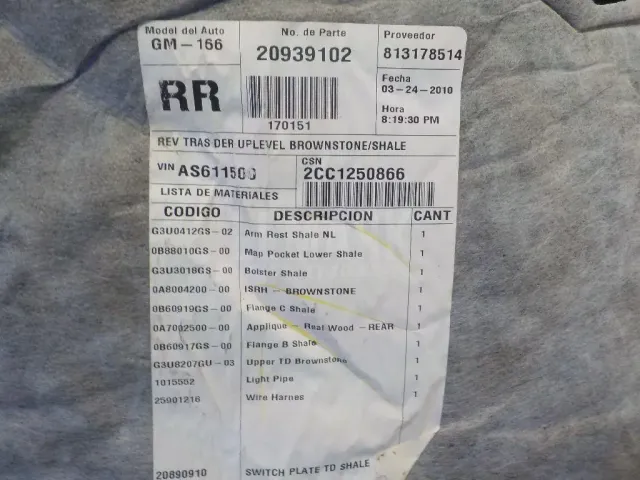 Model del Auto No. de Parte Proveedor
GM-166 20939102 813178514
RR Fecha
03-24-2010
Hora
170151 8:19:30 PM
REV TRAS DER UPLEVEL BROWNSTONE/SHALE
VIN AS611500 CSN 2CC1250866
LISTA DE MATERIALES
CODIGO DESCRIPCION CANT
G3U0412GS-02 Arm Rest Shale NL 1
0B88010GS-00 Map Pocket Lower Shale 1
G3U3018GS-00 Bolster Shale 1
0A8004200-00 ISRH - BROWNSTONE 1
0B60919GS-00 Flange C Shale 1
0A7002500-00 Applique - Real Wood - REAR 1
0B60917GS-00 Flange B Shale 1
G3U8207GU-03 Upper TD Brownstone 1
1015552 Light Pipe 1
25901216 Wire Harnes 1
20890910 SWITCH PLATE TD SHALE